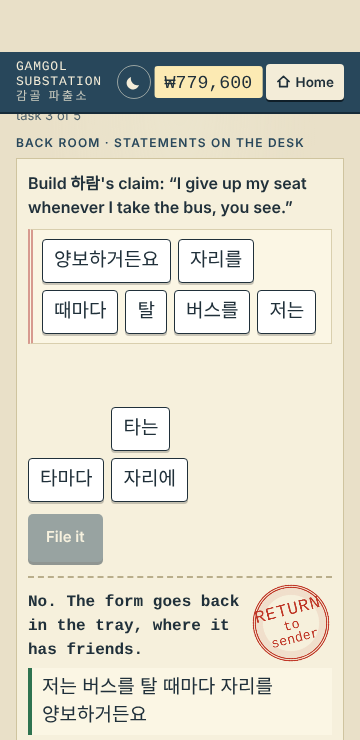 GAMGOL
SUBSTATION
감골 파출소
₩779,600
Home
task 3 of 5
BACK ROOM · STATEMENTS ON THE DESK
Build 하람's claim: “I give up my seat
whenever I take the bus, you see.”
양보하거든요 자리를
때마다 탈 버스를 저는
타는
타마다 자리에
File it
No. The form goes back
in the tray, where it
has friends.
RETURN
to
sender
저는 버스를 탈 때마다 자리를
양보하거든요